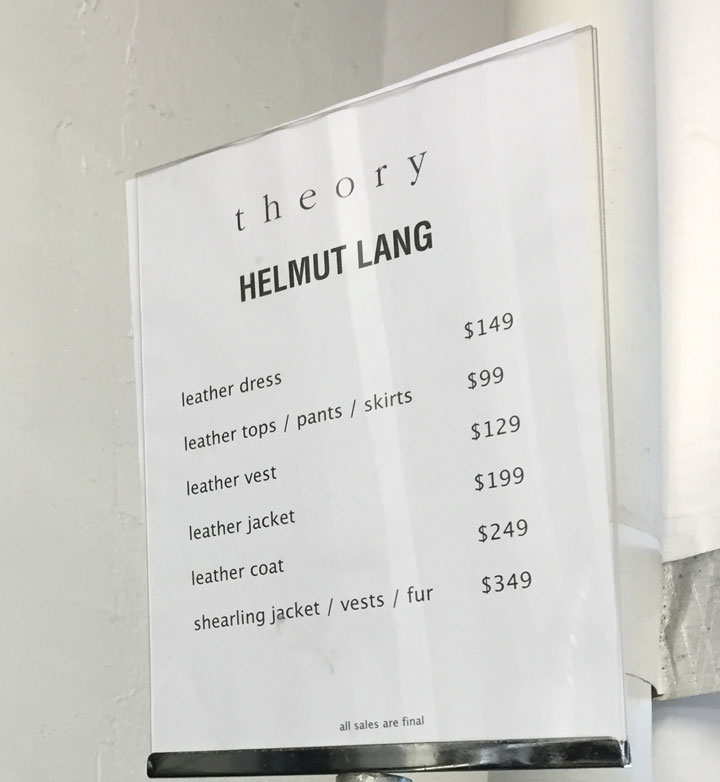 theory
HELMUT LANG
leather dress $149
leather tops / pants / skirts $99
leather vest $129
leather jacket $199
leather coat $249
shearling jacket / vests / fur $349
all sales are final